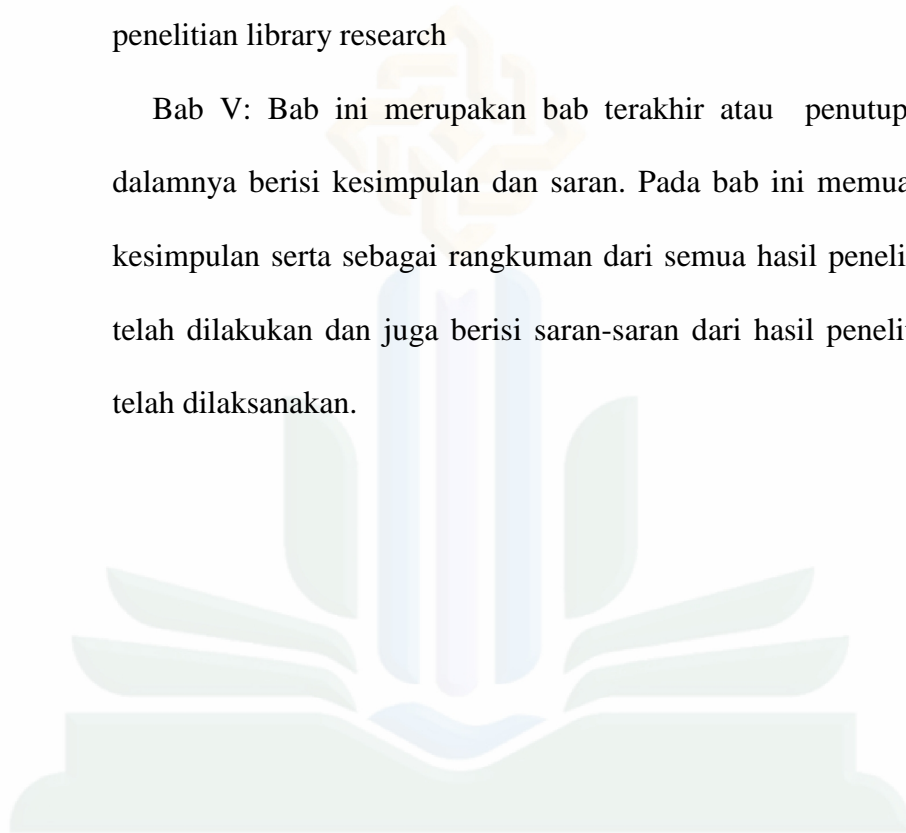 penelitian library research
Bab V: Bab ini merupakan bab terakhir atau penutup
dalamnya berisi kesimpulan dan saran. Pada bab ini memua
kesimpulan serta sebagai rangkuman dari semua hasil peneli
telah dilakukan dan juga berisi saran-saran dari hasil peneli
telah dilaksanakan.